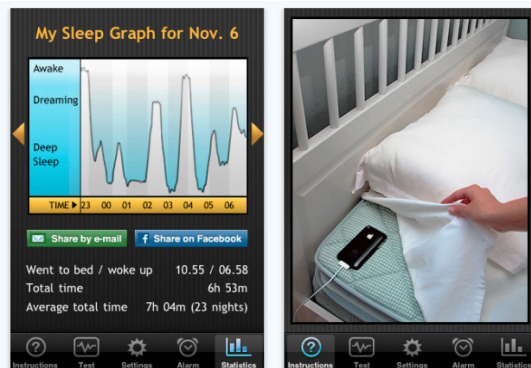 My Sleep Graph for Nov. 6
Awake
Dreaming
Deep
Sleep
TIME ▶ 23 00 01 02 03 04 05 06
Share by e-mail
f Share on Facebook
Went to bed / woke up 10.55 / 06.58
Total time 6h 53m
Average total time 7h 04m (23 nights)
Instructions Test Settings Alarm Statistics
Instructions Test Settings Alarm Statistics